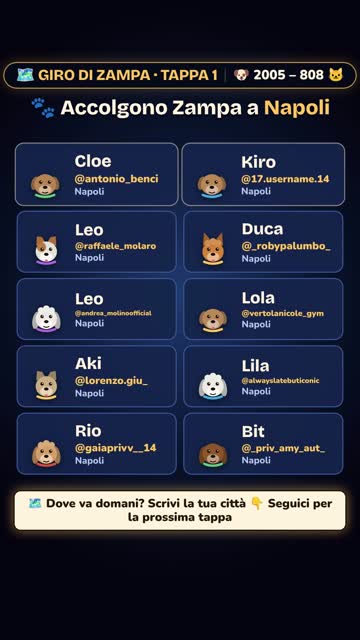 🗺️ GIRO DI ZAMPA · TAPPA 1 | 🐶 2005 – 808 🐱
🐾 Accolgono Zampa a Napoli
Cloe
@antonio_benci
Napoli
Kiro
@17.username.14
Napoli
Leo
@raffaele_molaro
Napoli
Duca
@_robypalumbo_
Napoli
Leo
@andrea_molinoofficial
Napoli
Lola
@vertolanicole_gym
Napoli
Aki
@lorenzo.giu_
Napoli
Lila
@alwayslatebuticonic
Napoli
Rio
@gaiaprivv__14
Napoli
Bit
@_priv_amy_aut_
Napoli
🗺️ Dove va domani? Scrivi la tua città 👇 Seguici per
la prossima tappa